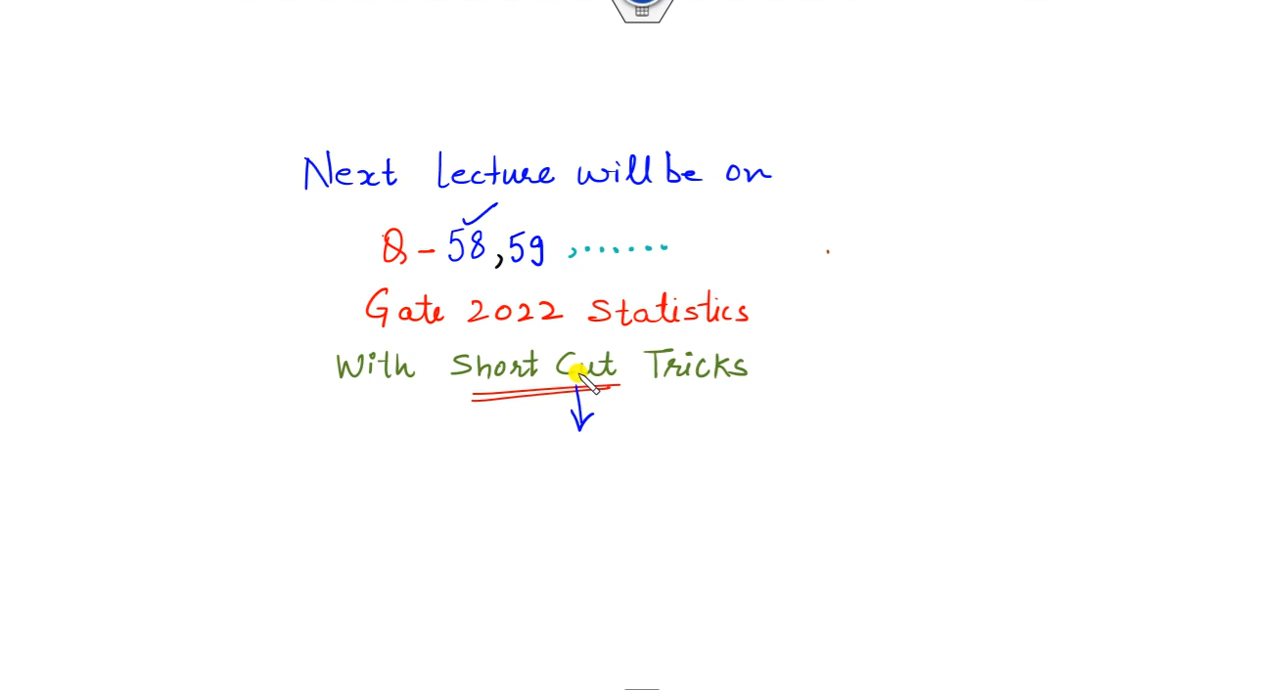 Next lecture will be on
Q - 58, 59 , .......
Gate 2022 Statistics
With Short Cut Tricks